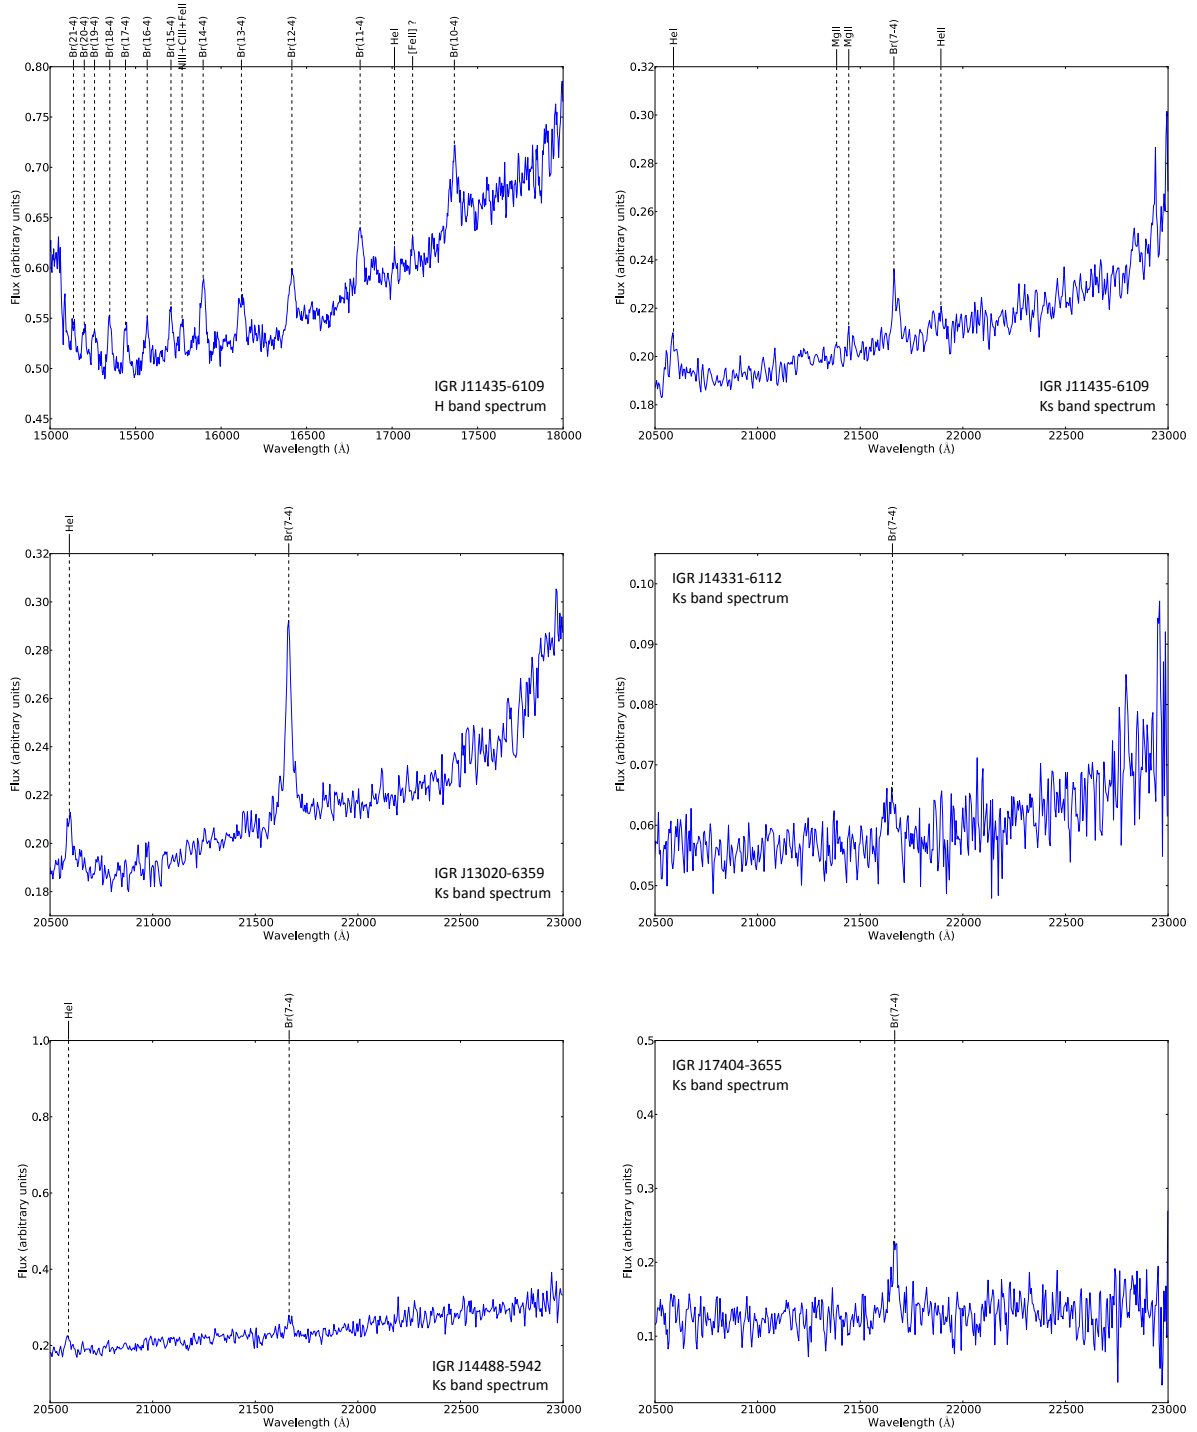 Br(21-4)
Br(20-4)
Br(19-4)
Br(18-4)
Br(17-4)
Br(16-4)
Br(15-4)
NIII+CIII+FeII
Br(14-4)
Br(13-4)
Br(12-4)
Br(11-4)
HeI
[FeII] ?
Br(10-4)
0.80
0.75
0.70
0.65
0.60
0.55
0.50
0.45
Flux (arbitrary units)
IGR J11435-6109
H band spectrum
15000 15500 16000 16500 17000 17500 18000
Wavelength (Å)
HeI
MgII
MgII
Br(7-4)
HeII
0.32
0.30
0.28
0.26
0.24
0.22
0.20
0.18
Flux (arbitrary units)
IGR J11435-6109
Ks band spectrum
20500 21000 21500 22000 22500 23000
Wavelength (Å)
HeI
Br(7-4)
0.32
0.30
0.28
0.26
0.24
0.22
0.20
0.18
Flux (arbitrary units)
IGR J13020-6359
Ks band spectrum
20500 21000 21500 22000 22500 23000
Wavelength (Å)
Br(7-4)
IGR J14331-6112
Ks band spectrum
0.10
0.09
0.08
0.07
0.06
0.05
Flux (arbitrary units)
20500 21000 21500 22000 22500 23000
Wavelength (Å)
HeI
Br(7-4)
1.0
0.8
0.6
0.4
0.2
Flux (arbitrary units)
IGR J14488-5942
Ks band spectrum
20500 21000 21500 22000 22500 23000
Wavelength (Å)
Br(7-4)
IGR J17404-3655
Ks band spectrum
0.5
0.4
0.3
0.2
0.1
Flux (arbitrary units)
20500 21000 21500 22000 22500 23000
Wavelength (Å)